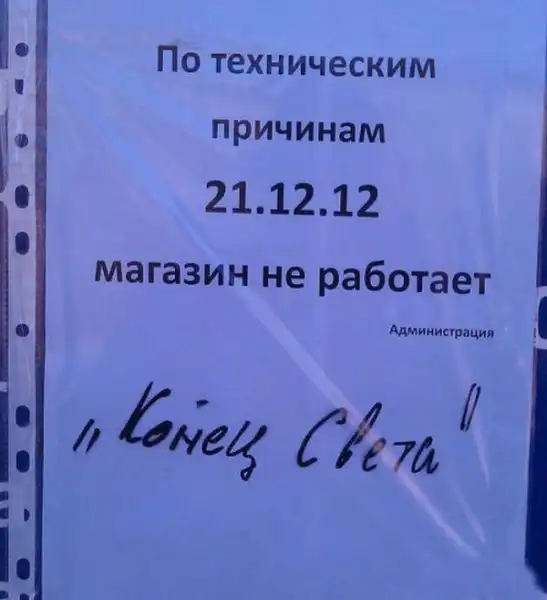 По техническим
причинам
21.12.12
магазин не работает
Администрация
„Конец Света"